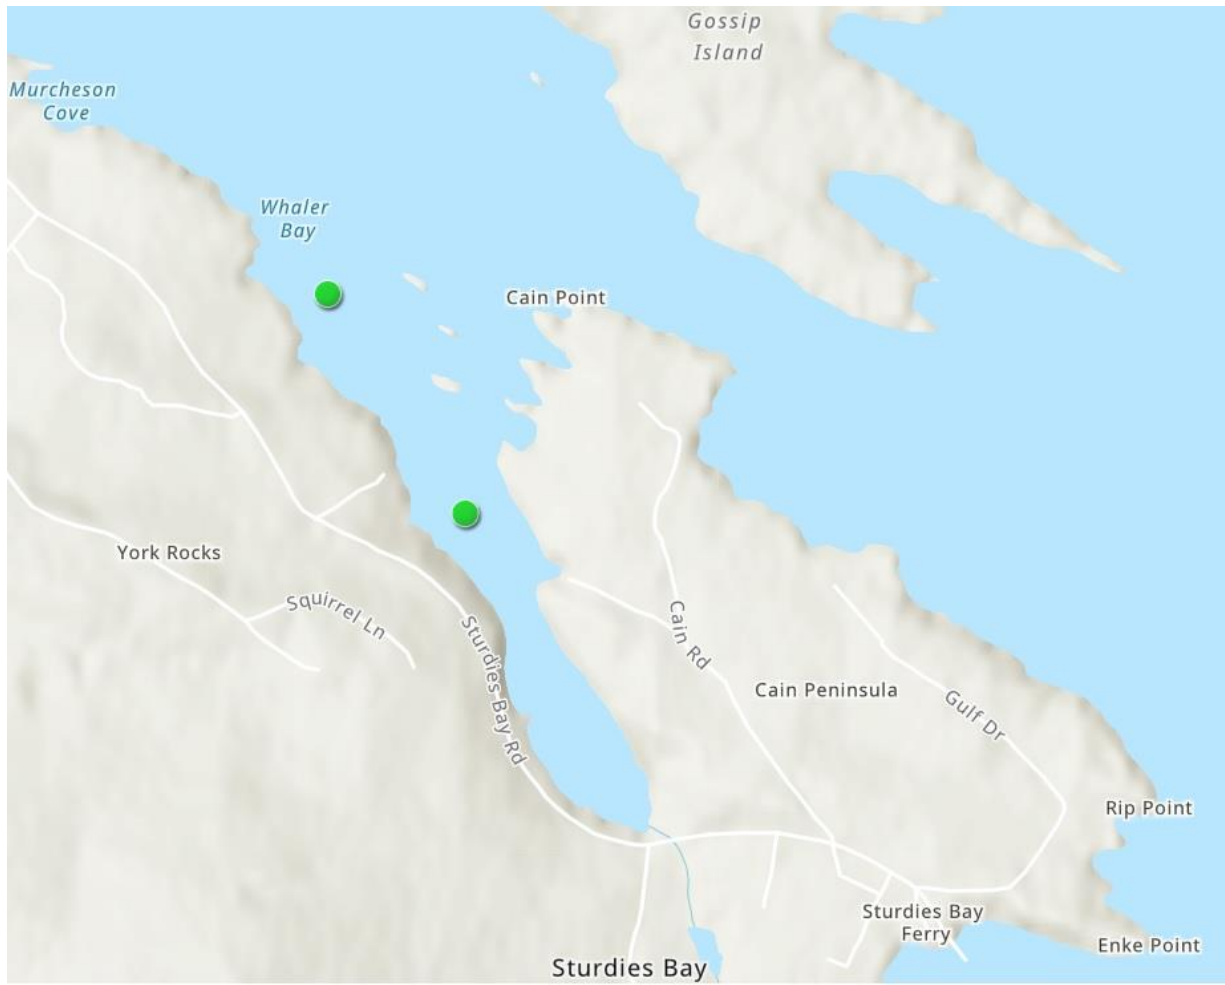 Gossip
Island
Murcheson
Cove
Whaler
Bay
Cain Point
York Rocks
Squirrel Ln
Sturdies Bay Rd
Cain Rd
Cain Peninsula
Gulf Dr
Rip Point
Sturdies Bay
Ferry
Enke Point
Sturdies Bay